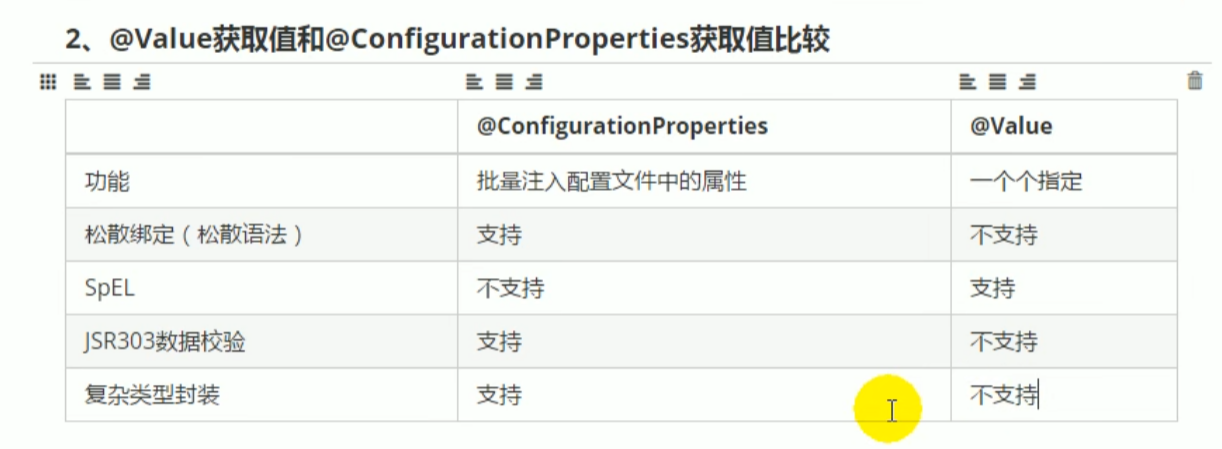 2、@Value获取值和@ConfigurationProperties获取值比较
@ConfigurationProperties @Value
功能 批量注入配置文件中的属性 一个个指定
松散绑定（松散语法） 支持 不支持
SpEL 不支持 支持
JSR303数据校验 支持 不支持
复杂类型封装 支持 不支持